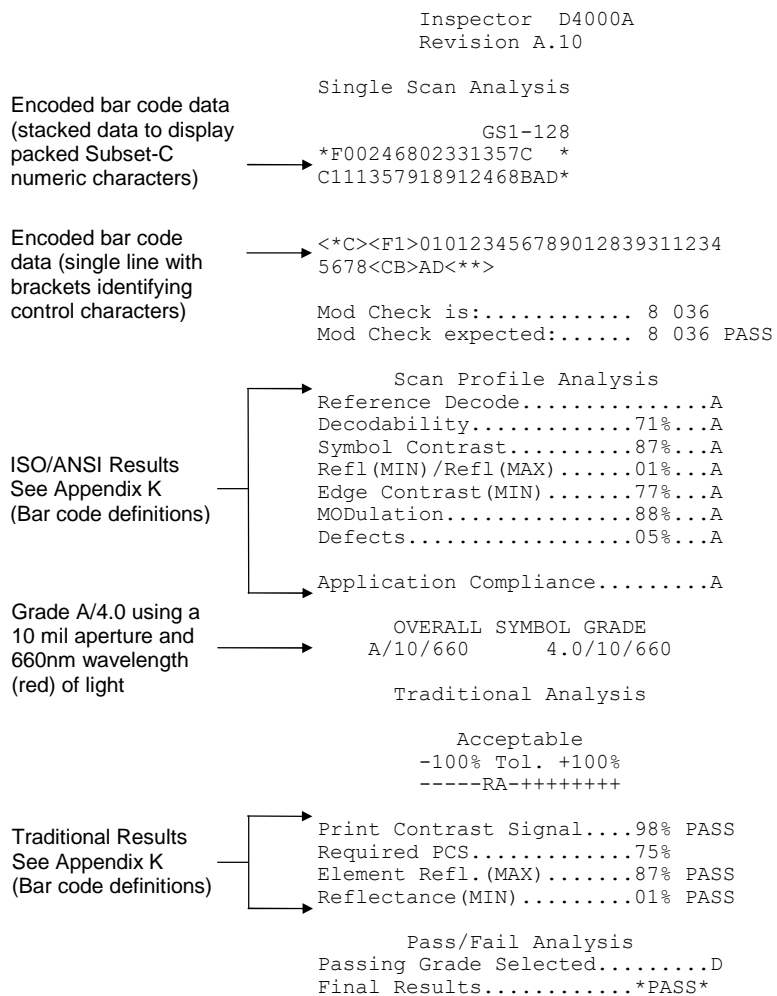 Inspector  D4000A
Revision A.10
Single Scan Analysis
Encoded bar code data
(stacked data to display
packed Subset-C
numeric characters)
GS1-128
*F00246802331357C  *
C111357918912468BAD*
Encoded bar code
data (single line with
brackets identifying
control characters)
<*C><F1>010123456789012839311234
5678<CB>AD<**>
Mod Check is:............ 8 036
Mod Check expected:...... 8 036 PASS
Scan Profile Analysis
Reference Decode...............A
Decodability.............71%...A
Symbol Contrast..........87%...A
Refl(MIN)/Refl(MAX)......01%...A
Edge Contrast(MIN).......77%...A
MODulation...............88%...A
Defects..................05%...A
Application Compliance.........A
ISO/ANSI Results
See Appendix K
(Bar code definitions)
Grade A/4.0 using a
10 mil aperture and
660nm wavelength
(red) of light
OVERALL SYMBOL GRADE
A/10/660      4.0/10/660
Traditional Analysis
Acceptable
-100% Tol. +100%
-----RA-++++++++
Traditional Results
See Appendix K
(Bar code definitions)
Print Contrast Signal....98% PASS
Required PCS.............75%
Element Refl.(MAX).......87% PASS
Reflectance(MIN).........01% PASS
Pass/Fail Analysis
Passing Grade Selected.........D
Final Results............*PASS*